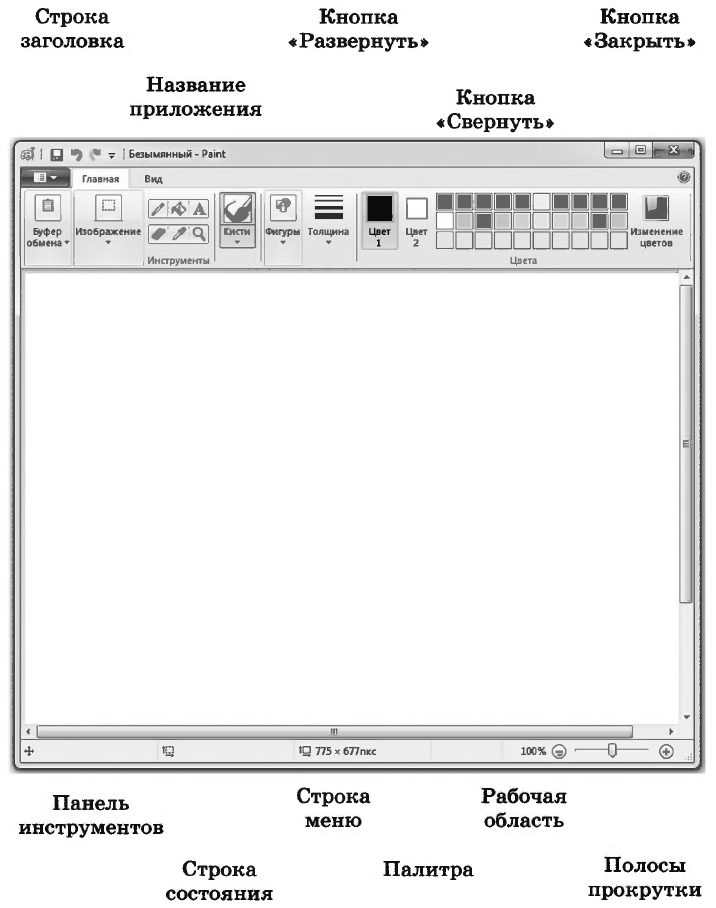 Строка
заголовка
Кнопка
«Развернуть»
Кнопка
«Закрыть»
Название
приложения
Кнопка
«Свернуть»
Безымянный - Paint
Главная Вид
Буфер
обмена
Изображение
Инструменты
Кисти
Фигуры
Толщина
Цвет
1
Цвет
2
Цвета
Изменение
цветов
775 × 677пкс
100%
Панель
инструментов
Строка
меню
Рабочая
область
Строка
состояния
Палитра
Полосы
прокрутки